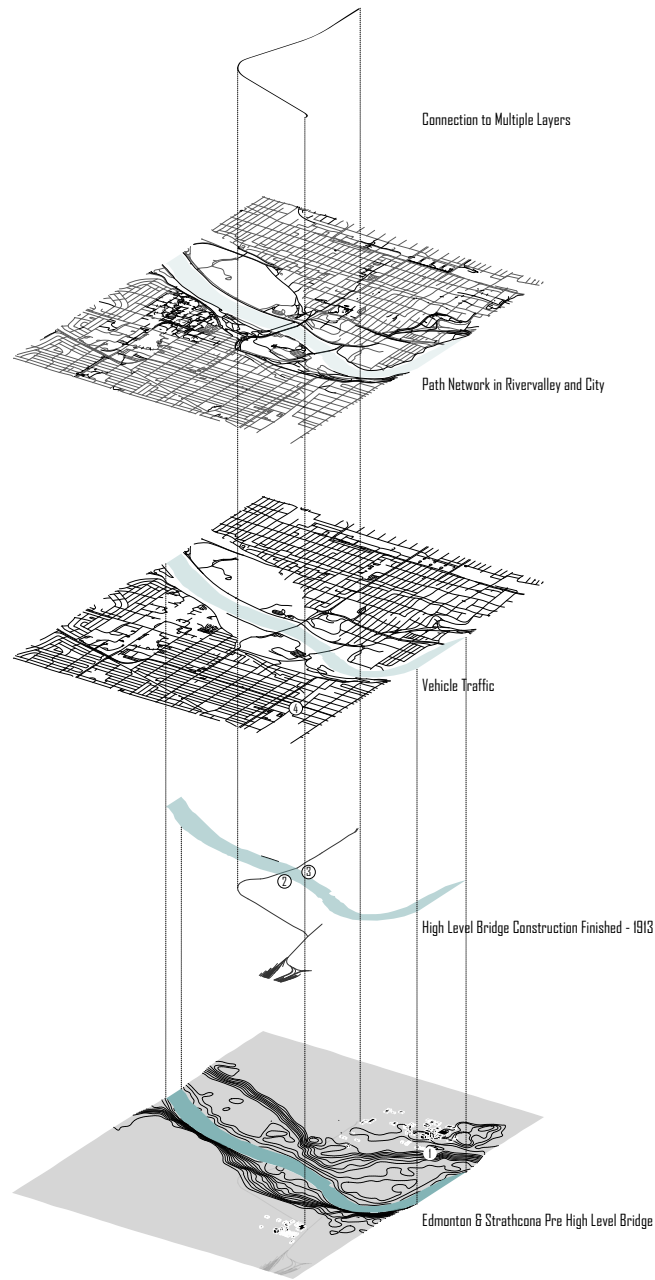 Connection to Multiple Layers
Path Network in Rivervalley and City
Vehicle Traffic
4
3
2
High Level Bridge Construction Finished - 1913
1
Edmonton & Strathcona Pre High Level Bridge